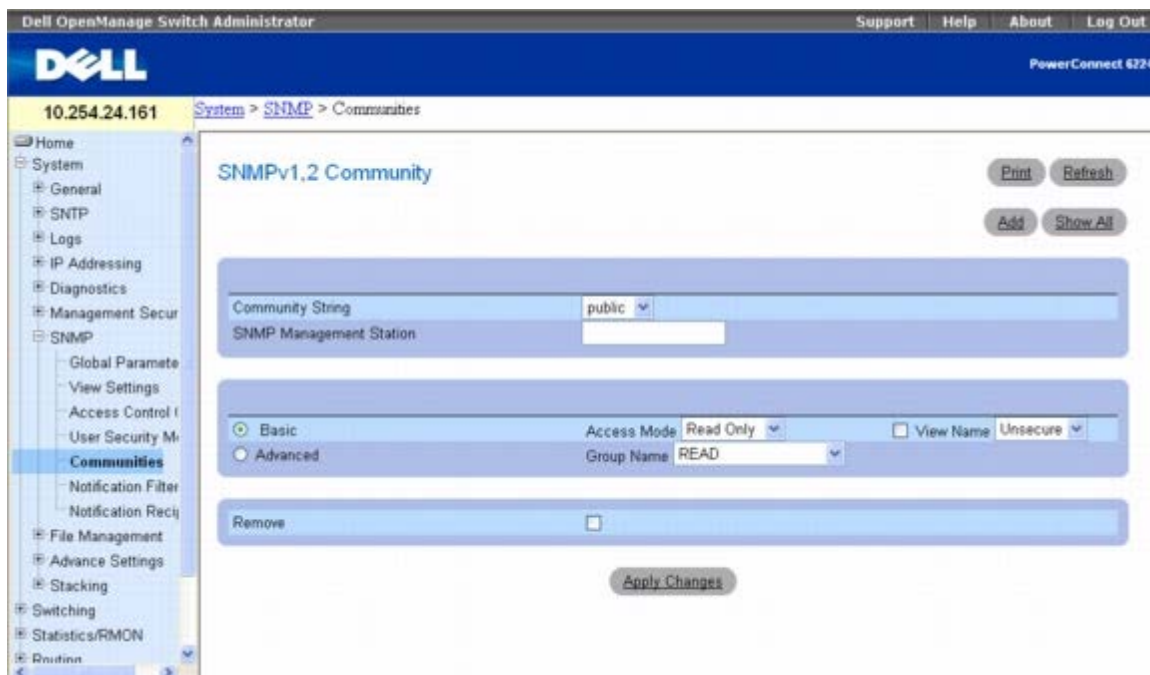 Dell OpenManage Switch Administrator Support Help About Log Out
DELL
PowerConnect 622
10.254.24.161
System > SNMP > Communities
Home
System
General
SNTP
Logs
IP Addressing
Diagnostics
Management Secur
SNMP
Global Paramete
View Settings
Access Control
User Security M
Communities
Notification Filter
Notification Reci
File Management
Advance Settings
Stacking
Switching
Statistics/RMON
Routing
SNMPv1,2 Community
Print Refresh
Add Show All
Community String public
SNMP Management Station
Basic Access Mode Read Only View Name Unsecure
Advanced Group Name READ
Remove
Apply Changes